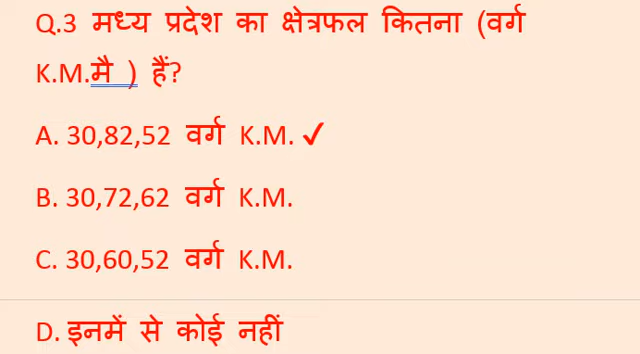 Q.3 मध्य प्रदेश का क्षेत्रफल कितना (वर्ग
K.M.मै ) हैं?
A. 30,82,52 वर्ग K.M. ✓
B. 30,72,62 वर्ग K.M.
C. 30,60,52 वर्ग K.M.
D. इनमें से कोई नहीं